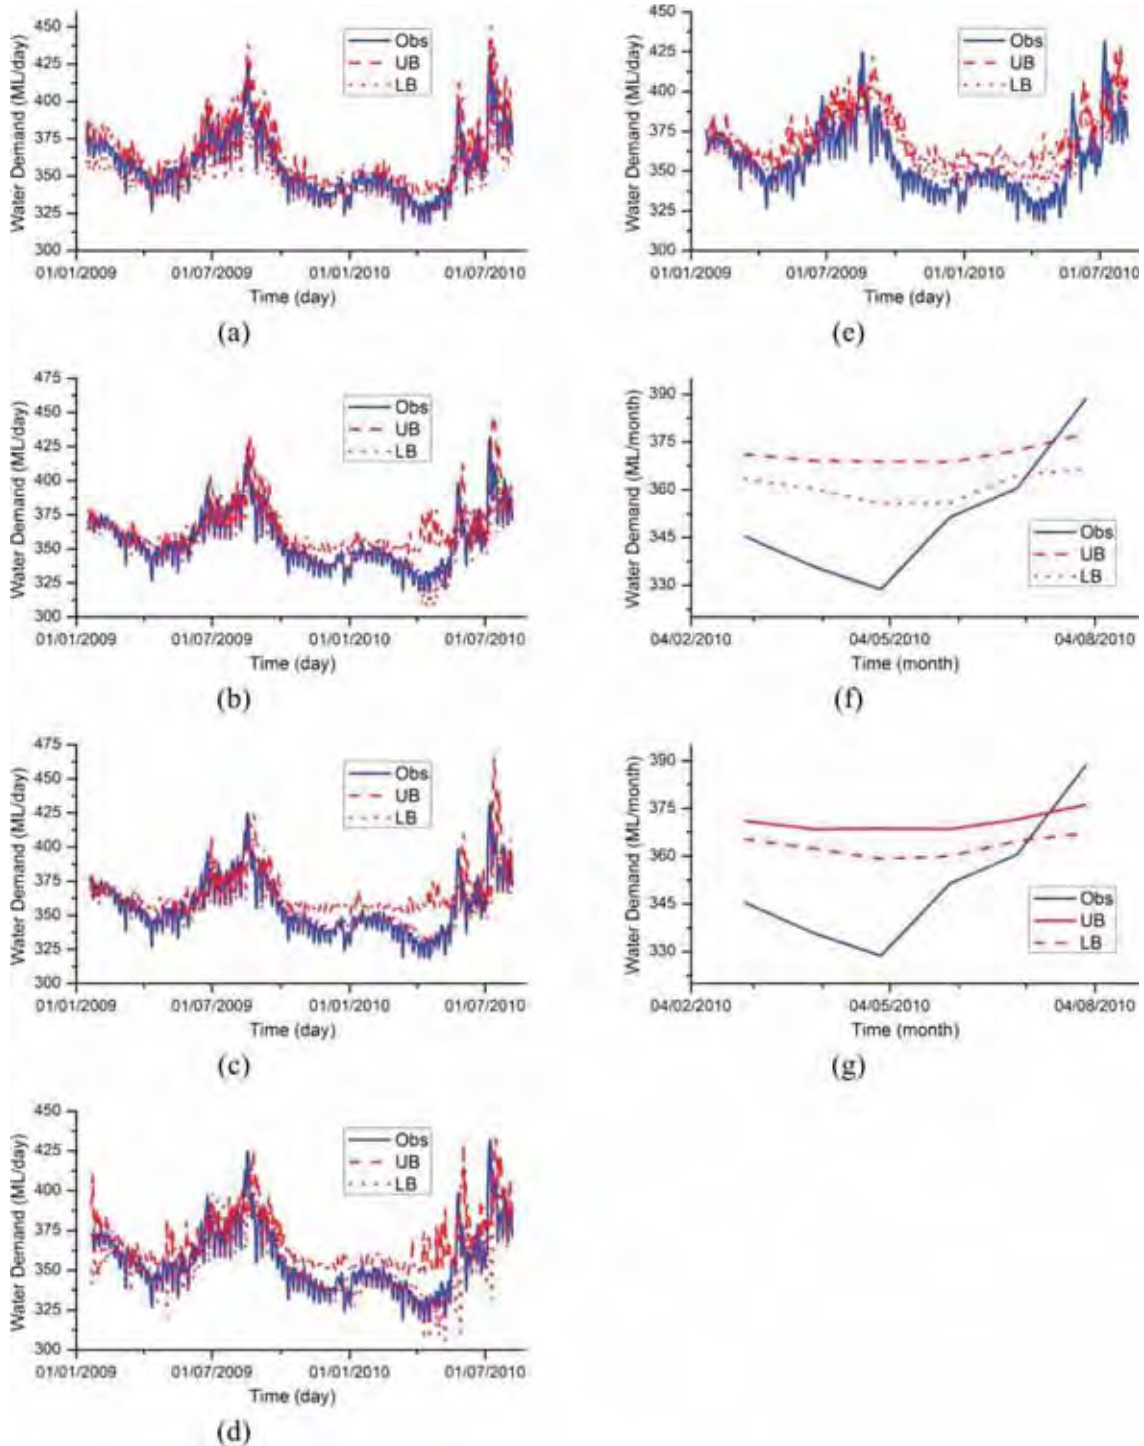 450
425
400
375
350
325
300
Water Demand (ML/day)
Obs
UB
LB
01/01/2009 01/07/2009 01/01/2010 01/07/2010
Time (day)
(a)
450
425
400
375
350
325
300
Water Demand (ML/day)
Obs
UB
LB
01/01/2009 01/07/2009 01/01/2010 01/07/2010
Time (day)
(e)
475
450
425
400
375
350
325
300
Water Demand (ML/day)
Obs
UB
LB
01/01/2009 01/07/2009 01/01/2010 01/07/2010
Time (day)
(b)
390
375
360
345
330
Water Demand (ML/month)
Obs
UB
LB
04/02/2010 04/05/2010 04/08/2010
Time (month)
(f)
475
450
425
400
375
350
325
300
Water Demand (ML/day)
Obs
UB
LB
01/01/2009 01/07/2009 01/01/2010 01/07/2010
Time (day)
(c)
390
375
360
345
330
Water Demand (ML/month)
Obs
UB
LB
04/02/2010 04/05/2010 04/08/2010
Time (month)
(g)
450
425
400
375
350
325
300
Water Demand (ML/day)
Obs
UB
LB
01/01/2009 01/07/2009 01/01/2010 01/07/2010
Time (day)
(d)